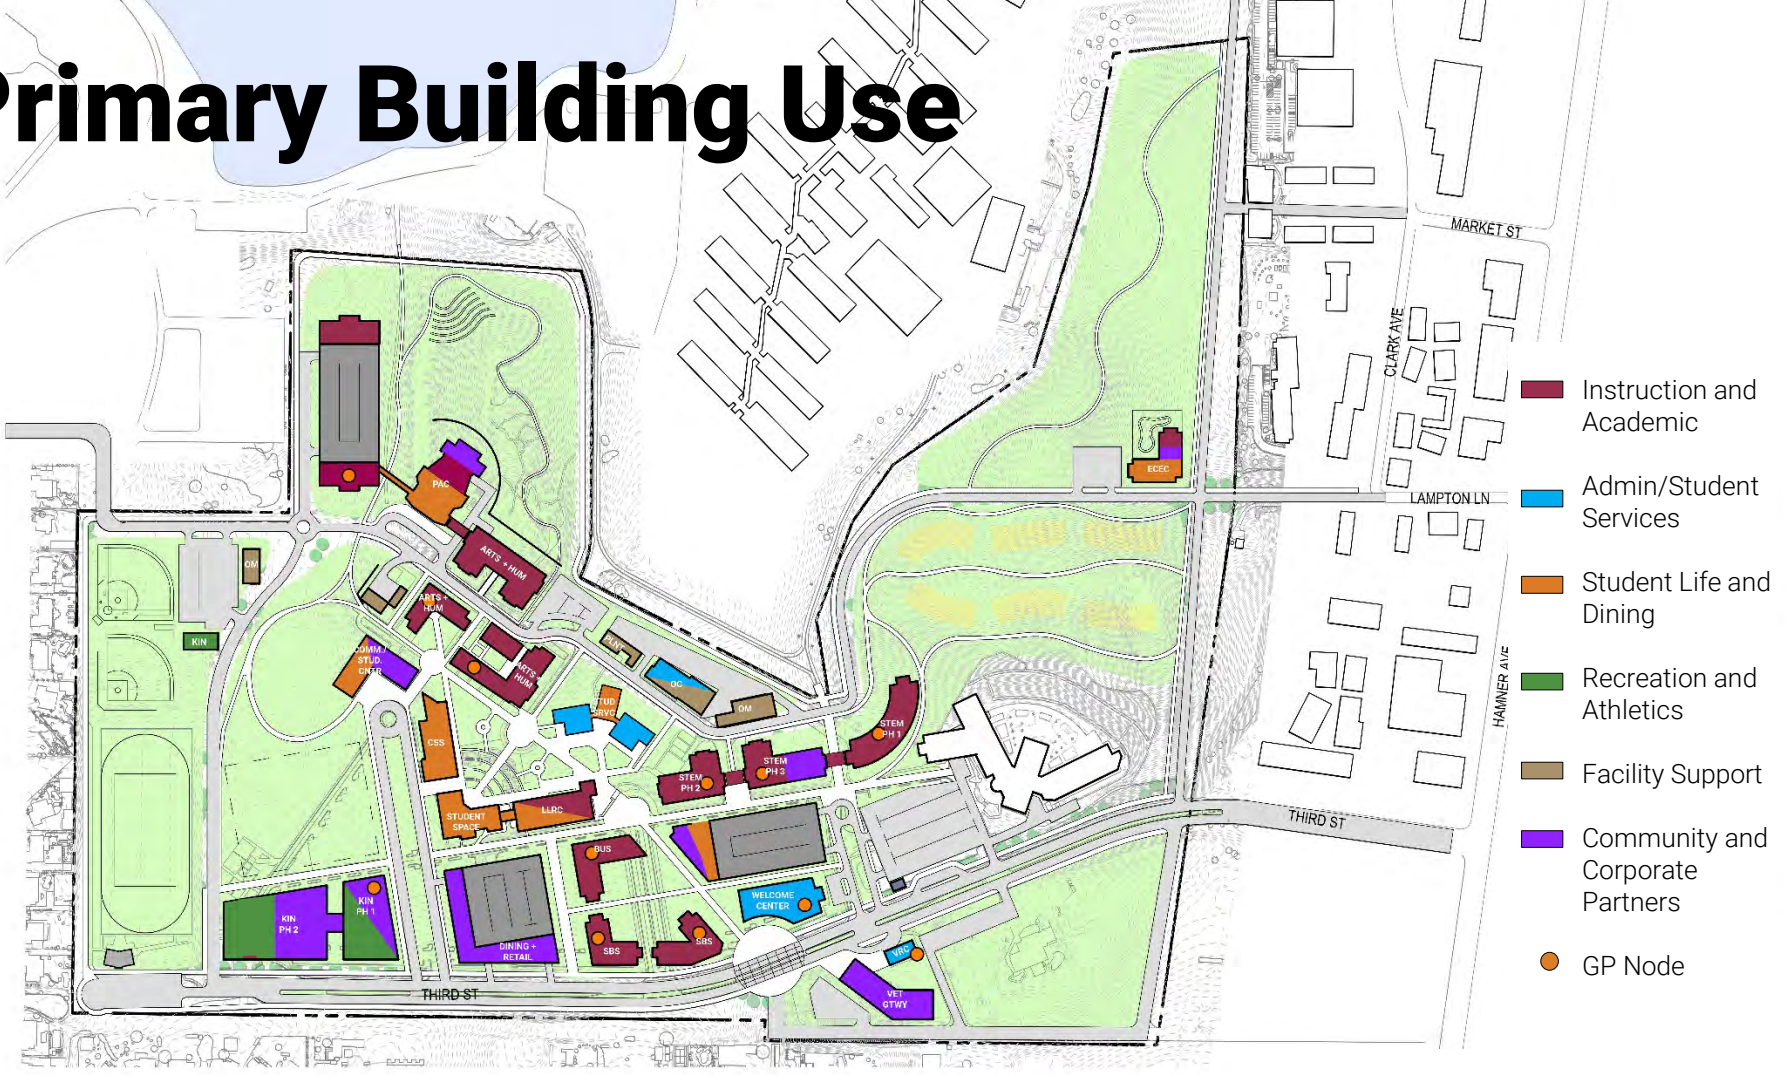 Primary Building Use
MARKET ST
CLARK AVE
LAMPTON LN
HAMNER AVE
THIRD ST
THIRD ST
ECEC
PAC
ARTS + HUM
ARTS +
HUM
ARTS +
HUM
OM
KIN
COMM./
STUD.
CNTR
PLNT
OC
OM
STUD
SRVC
CSS
STEM
PH 1
STEM
PH 3
STEM
PH 2
LLRC
STUDENT
SPACE
BUS
WELCOME
CENTER
KIN
PH 1
KIN
PH 2
DINING +
RETAIL
SBS
SBS
VRC
VET
GTWY
Instruction and
Academic
Admin/Student
Services
Student Life and
Dining
Recreation and
Athletics
Facility Support
Community and
Corporate
Partners
GP Node